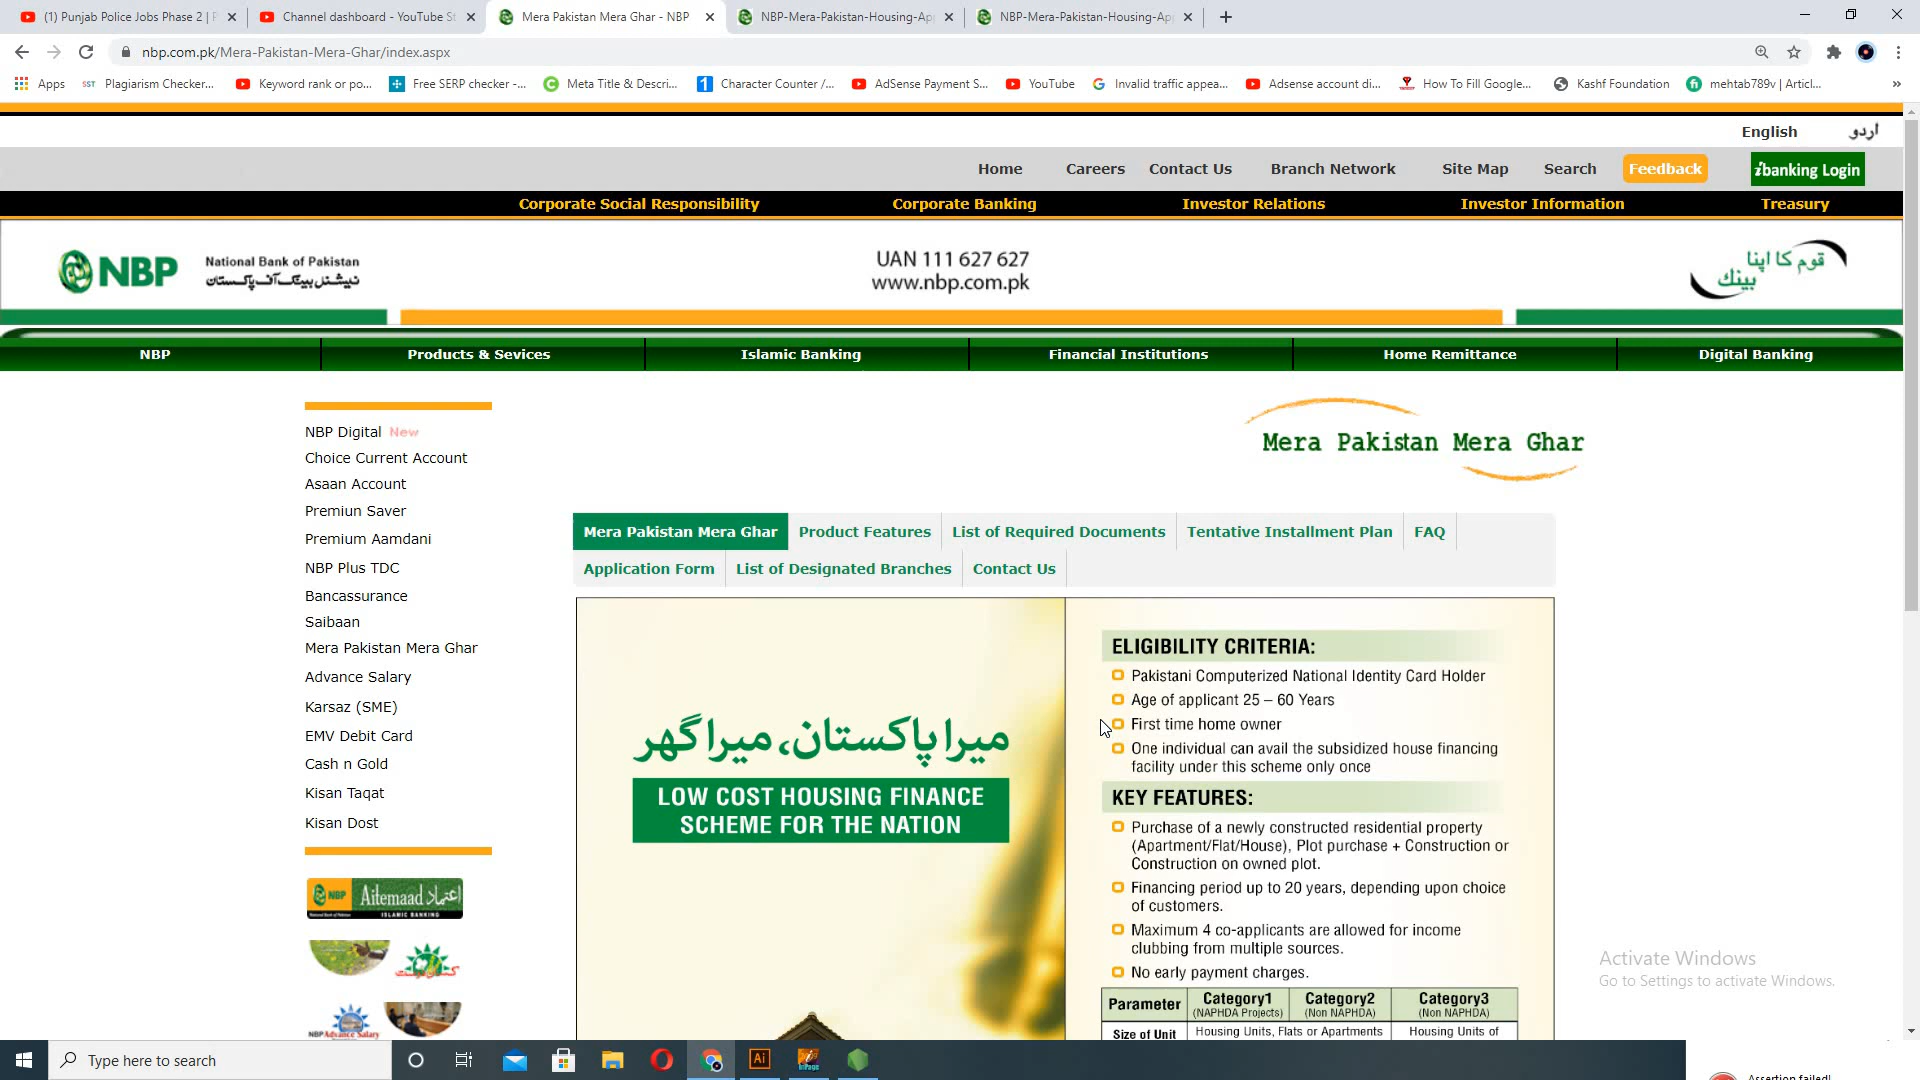 (1) Punjab Police Jobs Phase 2 |
Channel dashboard - YouTube St
Mera Pakistan Mera Ghar - NBP
NBP-Mera-Pakistan-Housing-Ap
NBP-Mera-Pakistan-Housing-Ap
nbp.com.pk/Mera-Pakistan-Mera-Ghar/index.aspx
Apps
SST Plagiarism Checker...
Keyword rank or po...
Free SERP checker -...
Meta Title & Descri...
Character Counter /...
AdSense Payment S...
YouTube
Invalid traffic appea...
Adsense account di...
How To Fill Google...
Kashf Foundation
mehtab789v | Articl...
English اردو
Home Careers Contact Us Branch Network Site Map Search Feedback ibanking Login
Corporate Social Responsibility Corporate Banking Investor Relations Investor Information Treasury
NBP
National Bank of Pakistan
نیشنل بینک آف پاکستان
UAN 111 627 627
www.nbp.com.pk
قوم کا اپنا
بینک
NBP Products & Sevices Islamic Banking Financial Institutions Home Remittance Digital Banking
NBP Digital New
Choice Current Account
Asaan Account
Premiun Saver
Premium Aamdani
NBP Plus TDC
Bancassurance
Saibaan
Mera Pakistan Mera Ghar
Advance Salary
Karsaz (SME)
EMV Debit Card
Cash n Gold
Kisan Taqat
Kisan Dost
NBP Aitemaad اعتماد
ISLAMIC BANKING
NBP Advance Salary
Mera Pakistan Mera Ghar
Mera Pakistan Mera Ghar Product Features List of Required Documents Tentative Installment Plan FAQ
Application Form List of Designated Branches Contact Us
میرا پاکستان، میرا گھر
LOW COST HOUSING FINANCE
SCHEME FOR THE NATION
ELIGIBILITY CRITERIA:
Pakistani Computerized National Identity Card Holder
Age of applicant 25 – 60 Years
First time home owner
One individual can avail the subsidized house financing
facility under this scheme only once
KEY FEATURES:
Purchase of a newly constructed residential property
(Apartment/Flat/House), Plot purchase + Construction or
Construction on owned plot.
Financing period up to 20 years, depending upon choice
of customers.
Maximum 4 co-applicants are allowed for income
clubbing from multiple sources.
No early payment charges.
Parameter Category1 Category2 Category3
(NAPHDA Projects) (Non NAPHDA) (Non NAPHDA)
Size of Unit Housing Units, Flats or Apartments Housing Units of
Activate Windows
Go to Settings to activate Windows.
Type here to search
Ai
InPage
Assertion failed!